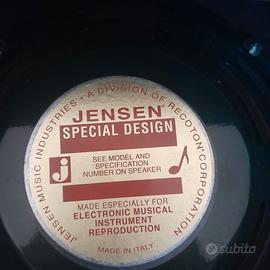 JENSEN MUSIC INDUSTRIES • A DIVISION OF RECOTON® CORPORATION
JENSEN®
SPECIAL DESIGN
SEE MODEL AND
SPECIFICATION
NUMBER ON SPEAKER
j
MADE ESPECIALLY FOR
ELECTRONIC MUSICAL
INSTRUMENT
REPRODUCTION
MADE IN ITALY
subito